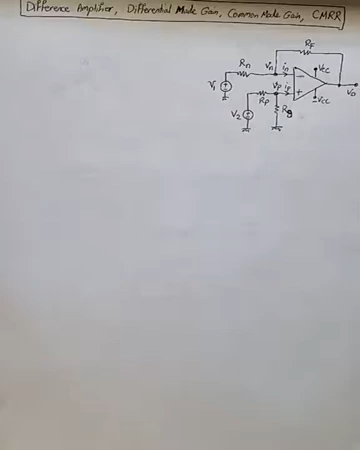 Difference Amplifier, Differential Mode Gain, Common Mode Gain, CMRR
RF
Rn Vn in
Vcc
V1
Vp ip
Rp
V2 Rg
-Vcc
Vo